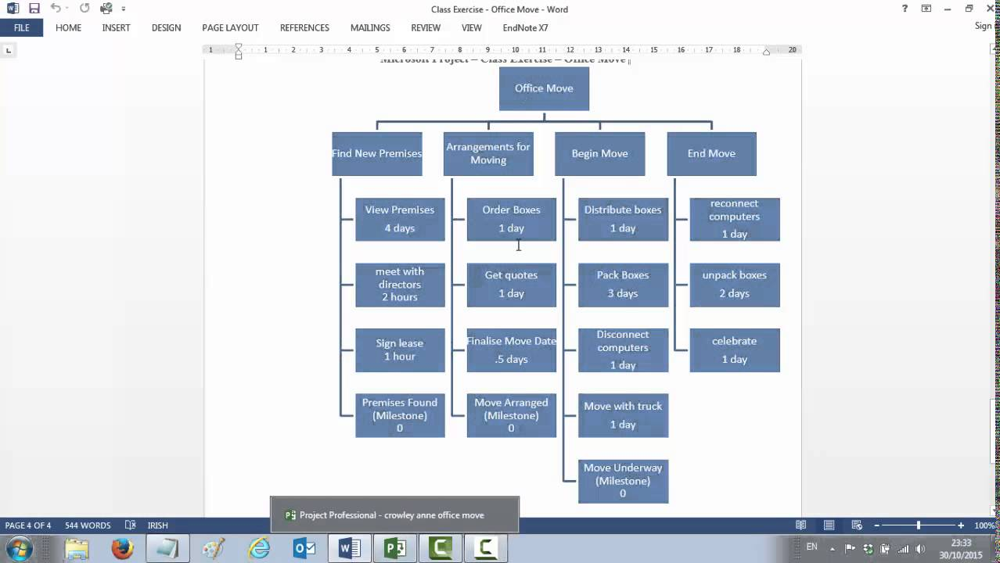 Class Exercise - Office Move - Word
?
FILE
HOME
INSERT
DESIGN
PAGE LAYOUT
REFERENCES
MAILINGS
REVIEW
VIEW
EndNote X7
Sign
1 1 2 3 4 5 6 7 8 9 10 11 12 13 14 15 16 17 18 20
Microsoft Project – Class Exercise – Office Move
Office Move
Find New Premises
Arrangements for
Moving
Begin Move
End Move
View Premises
4 days
meet with
directors
2 hours
Sign lease
1 hour
Premises Found
(Milestone)
0
Order Boxes
1 day
Get quotes
1 day
Finalise Move Date
.5 days
Move Arranged
(Milestone)
0
Distribute boxes
1 day
Pack Boxes
3 days
Disconnect
computers
1 day
Move with truck
1 day
Move Underway
(Milestone)
0
reconnect
computers
1 day
unpack boxes
2 days
celebrate
1 day
Project Professional - crowley anne office move
PAGE 4 OF 4
544 WORDS
IRISH
100%
EN
23:33
30/10/2015